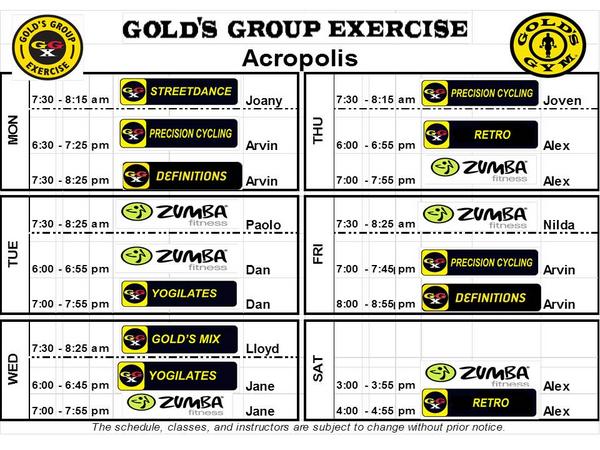 GOLD'S GROUP EXERCISE
GOLD'S GROUP EXERCISE
GGX
GOLD'S GYM
Acropolis
MON
7:30 - 8:15 am GGX STREETDANCE Joany
6:30 - 7:25 pm GGX PRECISION CYCLING Arvin
7:30 - 8:25 pm GGX DEFINITIONS Arvin
TUE
7:30 - 8:25 am ZUMBA fitness Paolo
6:00 - 6:55 pm ZUMBA fitness Dan
7:00 - 7:55 pm GGX YOGILATES Dan
WED
7:30 - 8:25 am GGX GOLD'S MIX Lloyd
6:00 - 6:45 pm GGX YOGILATES Jane
7:00 - 7:55 pm ZUMBA fitness Jane
THU
7:30 - 8:15 am GGX PRECISION CYCLING Joven
6:00 - 6:55 pm GGX RETRO Alex
7:00 - 7:55 pm ZUMBA fitness Alex
FRI
7:30 - 8:25 am ZUMBA fitness Nilda
7:00 - 7:45 pm GGX PRECISION CYCLING Arvin
8:00 - 8:55 pm GGX DEFINITIONS Arvin
SAT
3:00 - 3:55 pm ZUMBA fitness Alex
4:00 - 4:55 pm GGX RETRO Alex
The schedule, classes, and instructors are subject to change without prior notice.